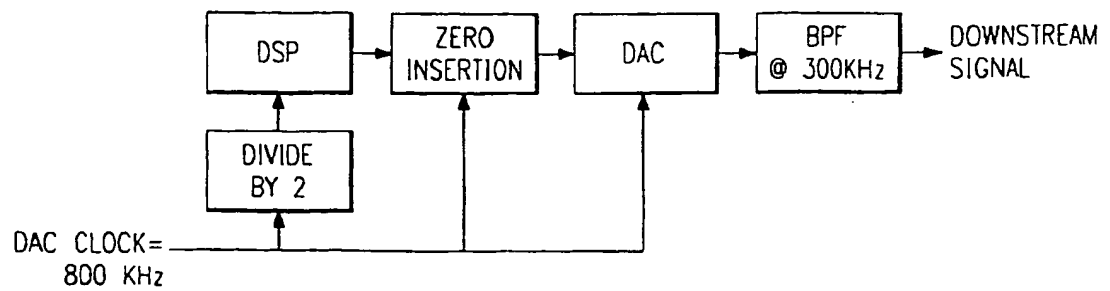 DSP
ZERO
INSERTION
DAC
BPF
@ 300KHz
DOWNSTREAM
SIGNAL
DIVIDE
BY 2
DAC CLOCK=
800 KHz